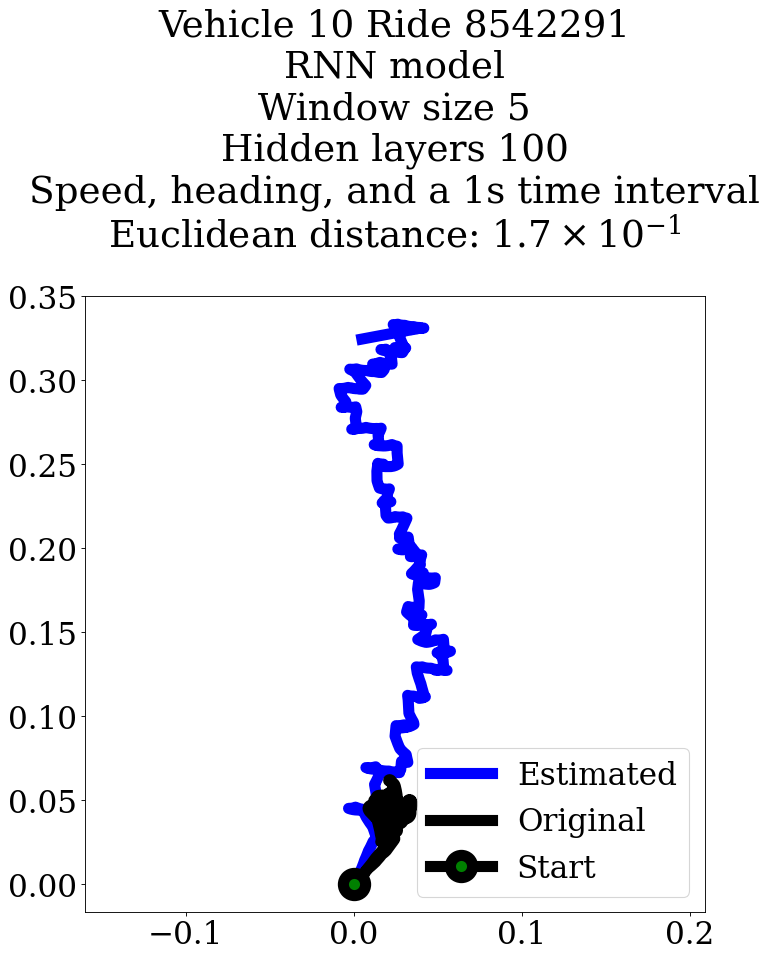 Vehicle 10 Ride 8542291
RNN model
Window size 5
Hidden layers 100
Speed, heading, and a 1s time interval
Euclidean distance: $1.7 \times 10^{-1}$
0.35
0.30
0.25
0.20
0.15
0.10
0.05
0.00
Estimated
Original
Start
−0.1 0.0 0.1 0.2